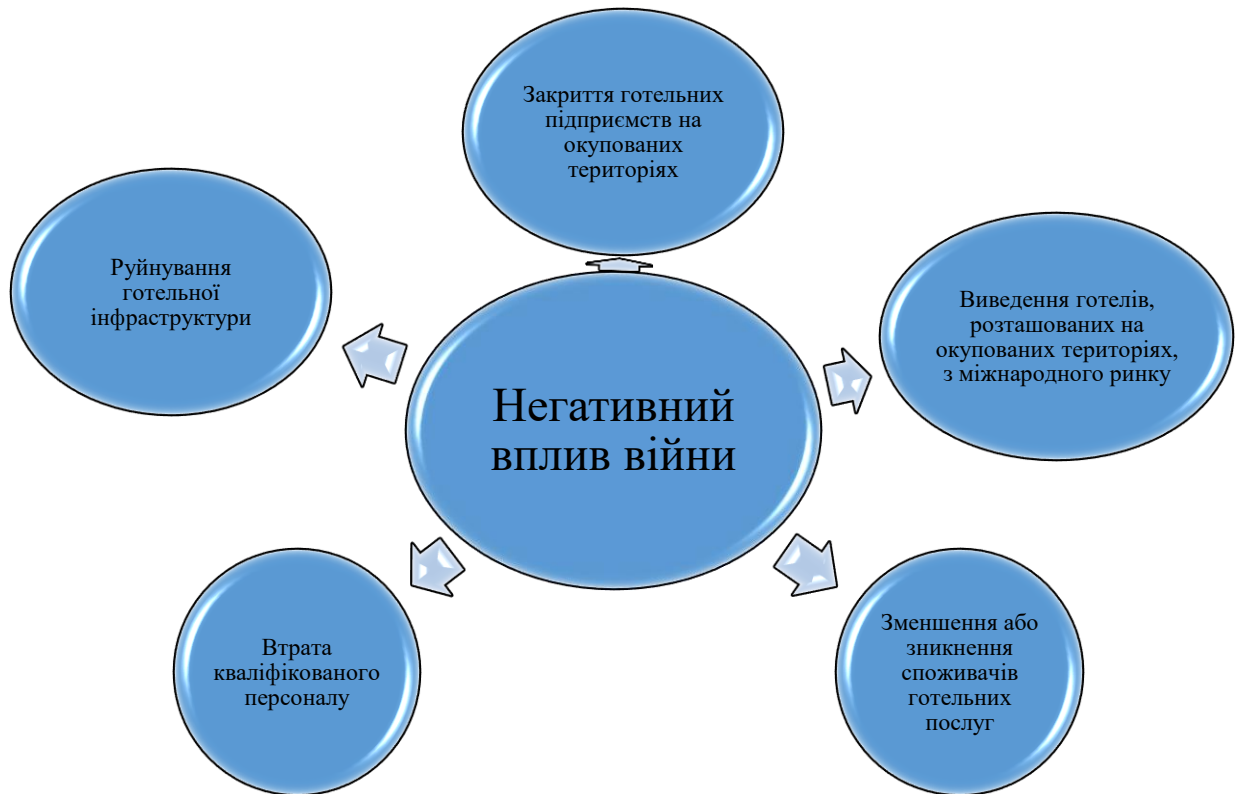 Закриття готельних
підприємств на
окупованих
територіях
Руйнування
готельної
інфраструктури
Виведення готелів,
розташованих на
окупованих територіях,
з міжнародного ринку
Негативний
вплив війни
Втрата
кваліфікованого
персоналу
Зменшення або
зникнення
споживачів
готельних
послуг